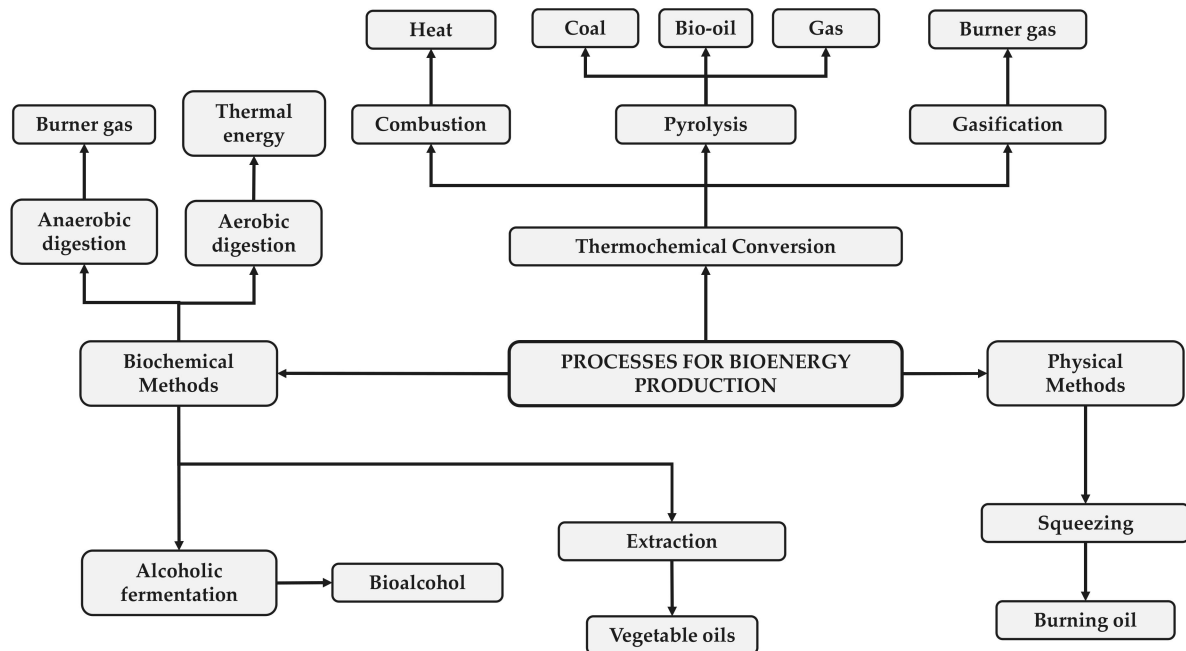 Heat
Coal
Bio-oil
Gas
Burner gas
Burner gas
Thermal
energy
Combustion
Pyrolysis
Gasification
Anaerobic
digestion
Aerobic
digestion
Thermochemical Conversion
Biochemical
Methods
PROCESSES FOR BIOENERGY
PRODUCTION
Physical
Methods
Squeezing
Extraction
Alcoholic
fermentation
Bioalcohol
Burning oil
Vegetable oils